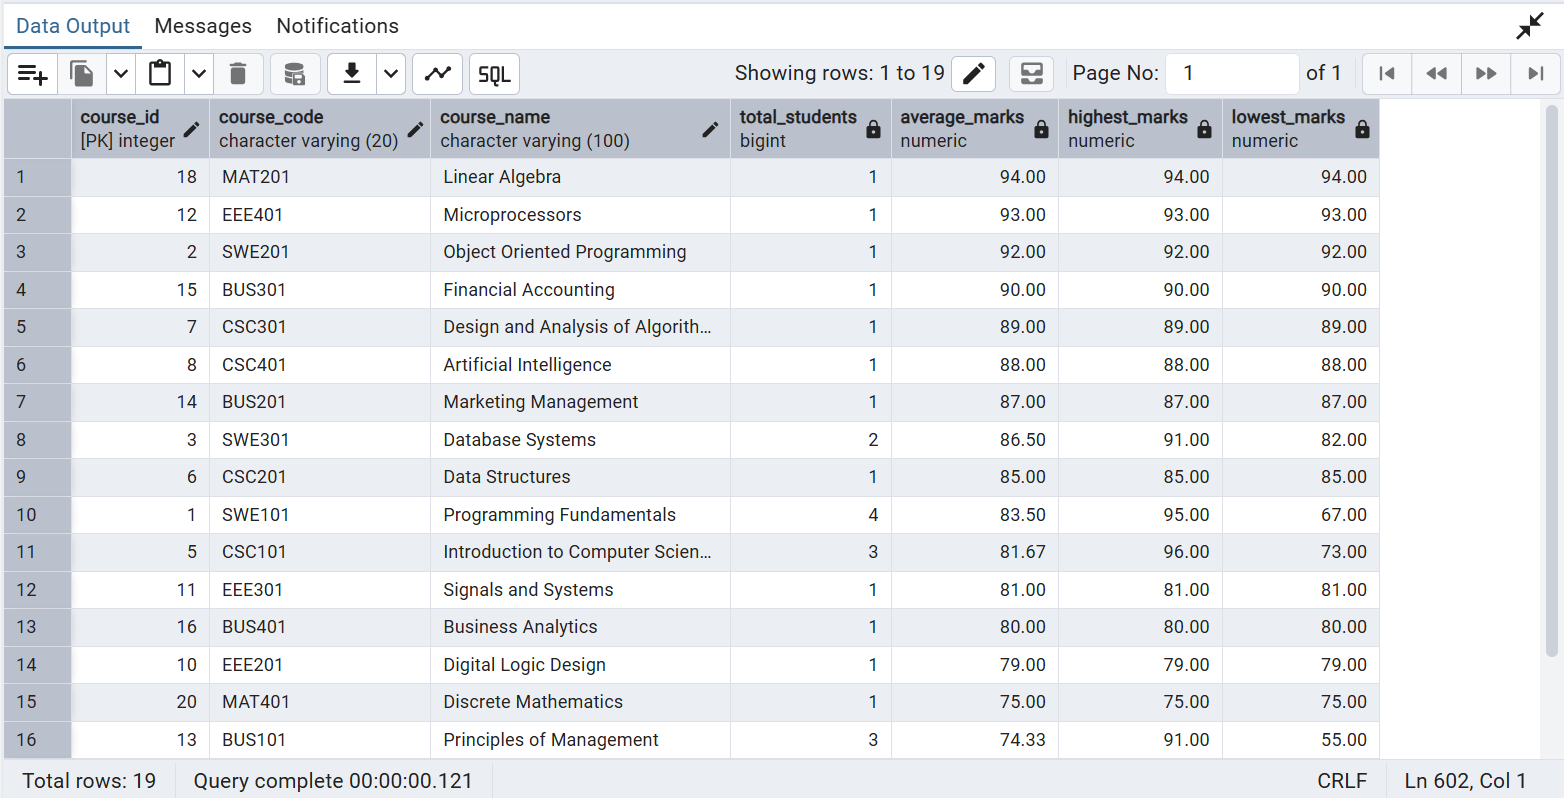 Data Output Messages Notifications
SQL Showing rows: 1 to 19 Page No: 1 of 1
course_id course_code course_name total_students average_marks highest_marks lowest_marks
[PK] integer character varying (20) character varying (100) bigint numeric numeric numeric
1 18 MAT201 Linear Algebra 1 94.00 94.00 94.00
2 12 EEE401 Microprocessors 1 93.00 93.00 93.00
3 2 SWE201 Object Oriented Programming 1 92.00 92.00 92.00
4 15 BUS301 Financial Accounting 1 90.00 90.00 90.00
5 7 CSC301 Design and Analysis of Algorith... 1 89.00 89.00 89.00
6 8 CSC401 Artificial Intelligence 1 88.00 88.00 88.00
7 14 BUS201 Marketing Management 1 87.00 87.00 87.00
8 3 SWE301 Database Systems 2 86.50 91.00 82.00
9 6 CSC201 Data Structures 1 85.00 85.00 85.00
10 1 SWE101 Programming Fundamentals 4 83.50 95.00 67.00
11 5 CSC101 Introduction to Computer Scien... 3 81.67 96.00 73.00
12 11 EEE301 Signals and Systems 1 81.00 81.00 81.00
13 16 BUS401 Business Analytics 1 80.00 80.00 80.00
14 10 EEE201 Digital Logic Design 1 79.00 79.00 79.00
15 20 MAT401 Discrete Mathematics 1 75.00 75.00 75.00
16 13 BUS101 Principles of Management 3 74.33 91.00 55.00
Total rows: 19 Query complete 00:00:00.121 CRLF Ln 602, Col 1